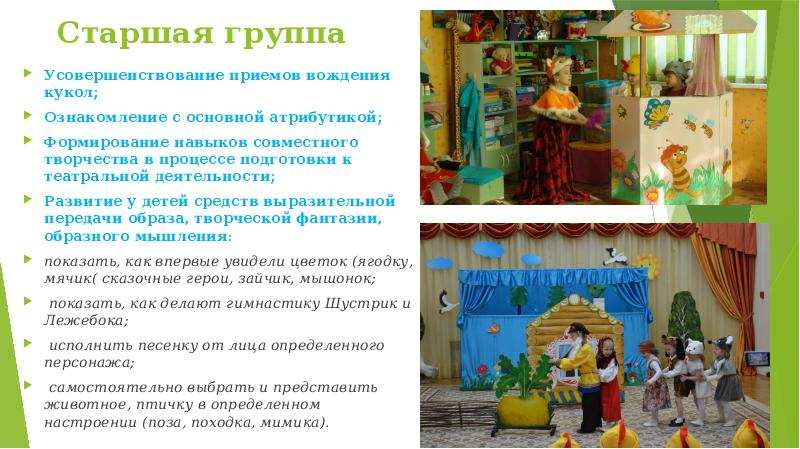 Старшая группа
Усовершенствование приемов вождения
кукол;
Ознакомление с основной атрибутикой;
Формирование навыков совместного
творчества в процессе подготовки к
театральной деятельности;
Развитие у детей средств выразительной
передачи образа, творческой фантазии,
образного мышления:
показать, как впервые увидели цветок (ягодку,
мячик( сказочные герои, зайчик, мышонок;
показать, как делают гимнастику Шустрик и
Лежебока;
исполнить песенку от лица определенного
персонажа;
самостоятельно выбрать и представить
животное, птичку в определенном
настроении (поза, походка, мимика).